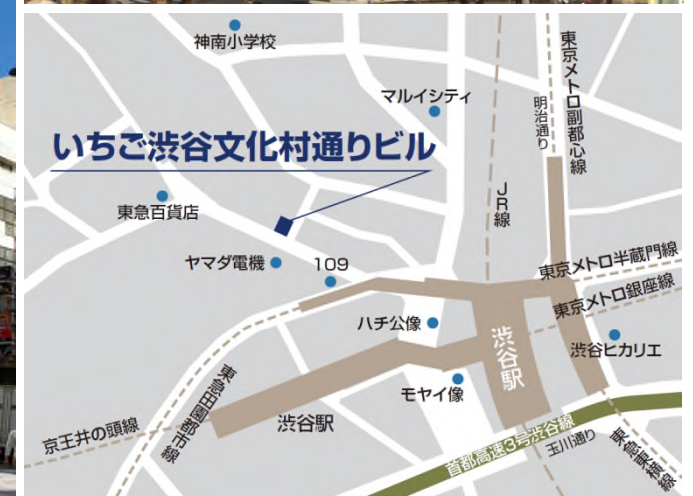 神南小学校
マルイシティ
東京メトロ副都心線
明治通り
いちご渋谷文化村通りビル
東急百貨店
JR線
ヤマダ電機
109
東京メトロ半蔵門線
東京メトロ銀座線
ハチ公像
渋谷駅
渋谷ヒカリエ
モヤイ像
東急田園都市線
渋谷駅
京王井の頭線
首都高速3号渋谷線
玉川通り
東急東横線